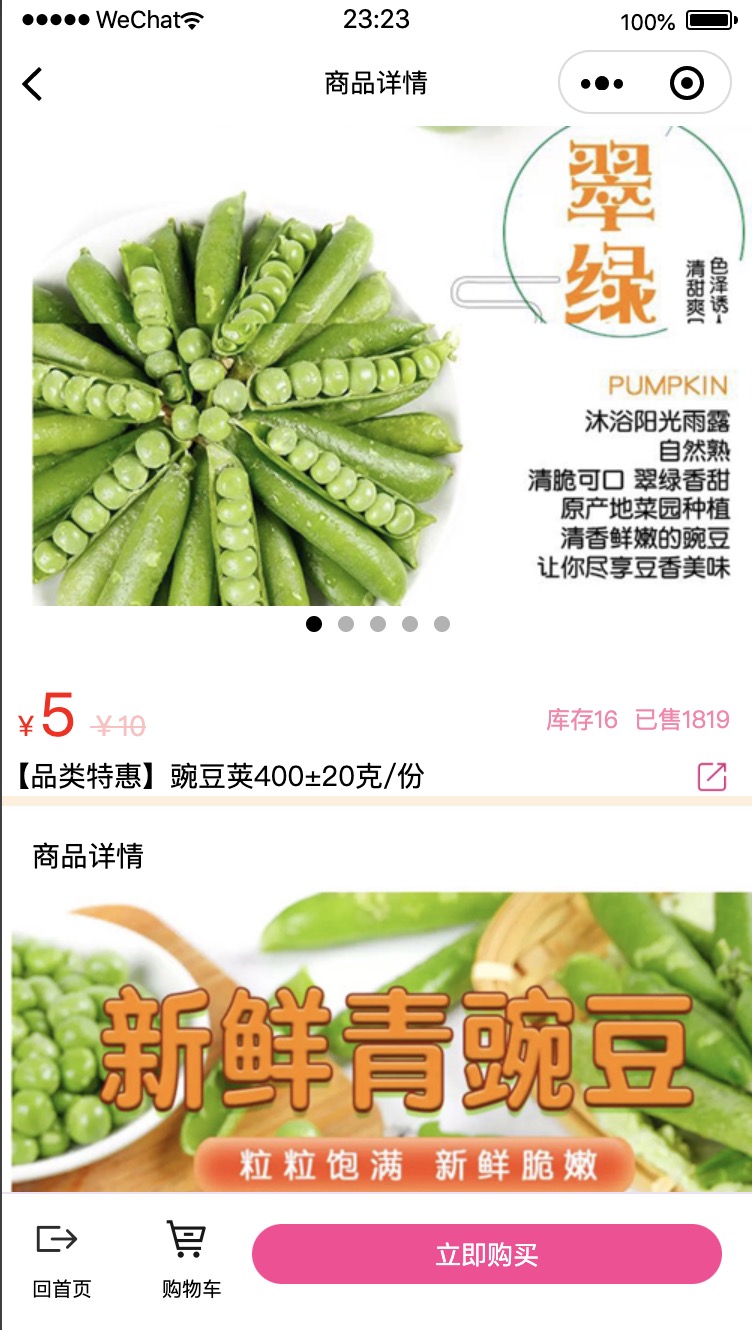 WeChat
23:23
100%
商品详情
翠绿
色泽诱人
清甜爽
PUMPKIN
沐浴阳光雨露
自然熟
清脆可口 翠绿香甜
原产地菜园种植
清香鲜嫩的豌豆
让你尽享豆香美味
¥5 ¥10
库存16 已售1819
【品类特惠】豌豆荚400±20克/份
商品详情
新鲜青豌豆
粒粒饱满 新鲜脆嫩
回首页
购物车
立即购买